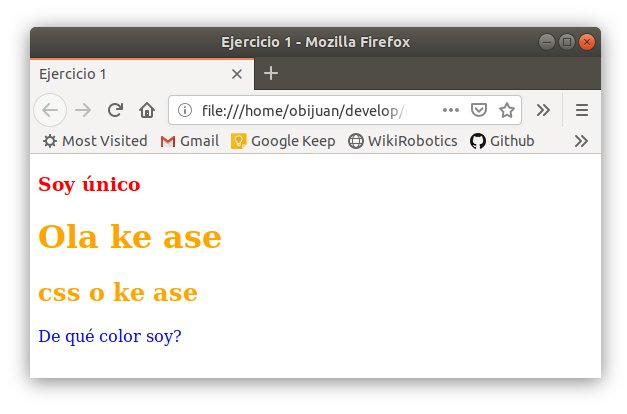 Ejercicio 1 - Mozilla Firefox
Ejercicio 1
file:///home/obijuan/develop/
Most Visited Gmail Google Keep WikiRobotics Github
Soy único
Ola ke ase
css o ke ase
De qué color soy?